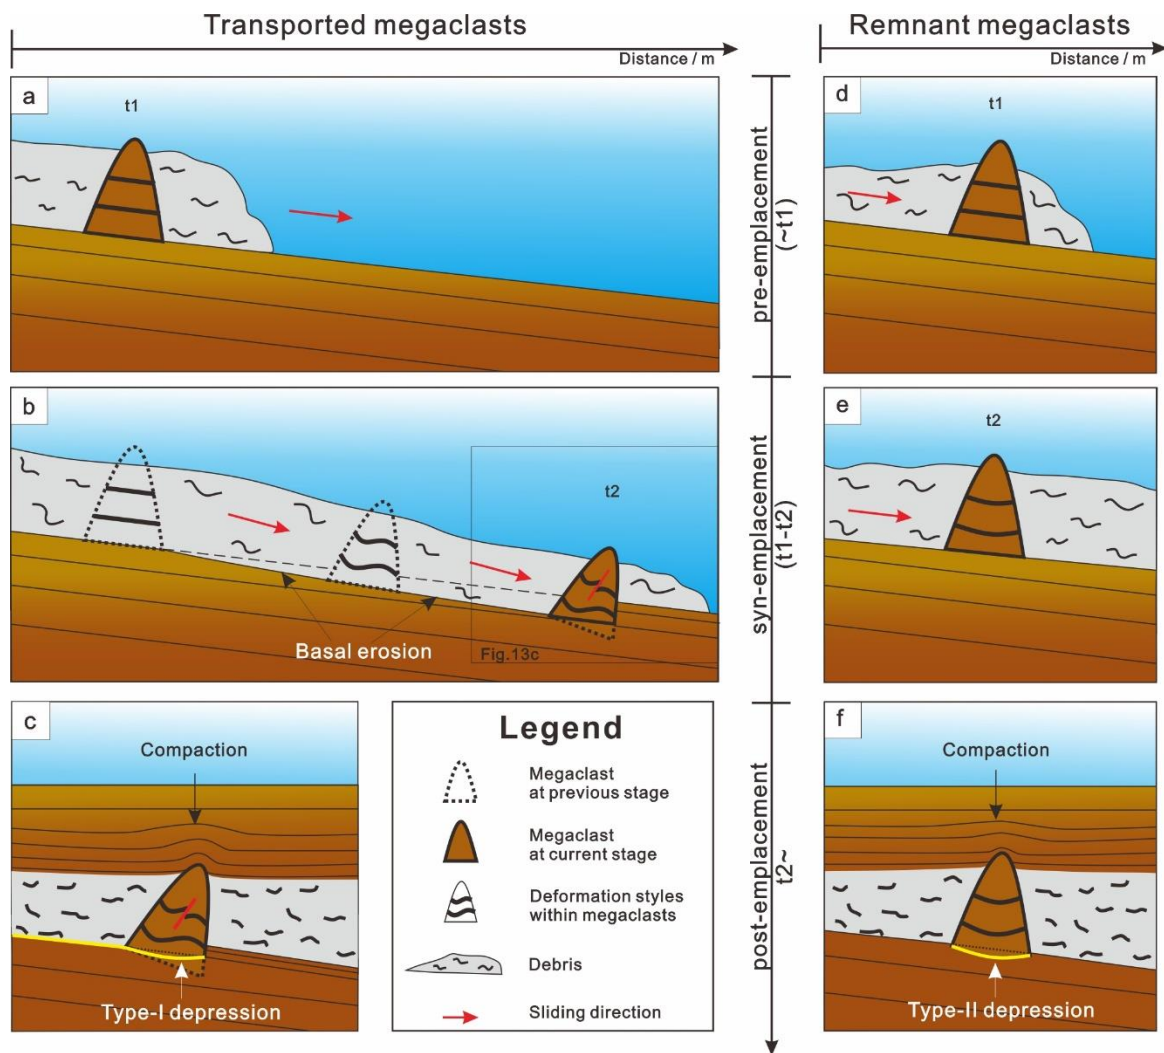 Transported megaclasts
Remnant megaclasts
Distance / m
Distance / m
a
t1
pre-emplacement
(~t1)
d
t1
b
t2
Basal erosion
Fig.13c
syn-emplacement
(t1-t2)
e
t2
c
Compaction
Type-I depression
Legend
Megaclast
at previous stage
Megaclast
at current stage
Deformation styles
within megaclasts
Debris
Sliding direction
post-emplacement
t2~
f
Compaction
Type-II depression